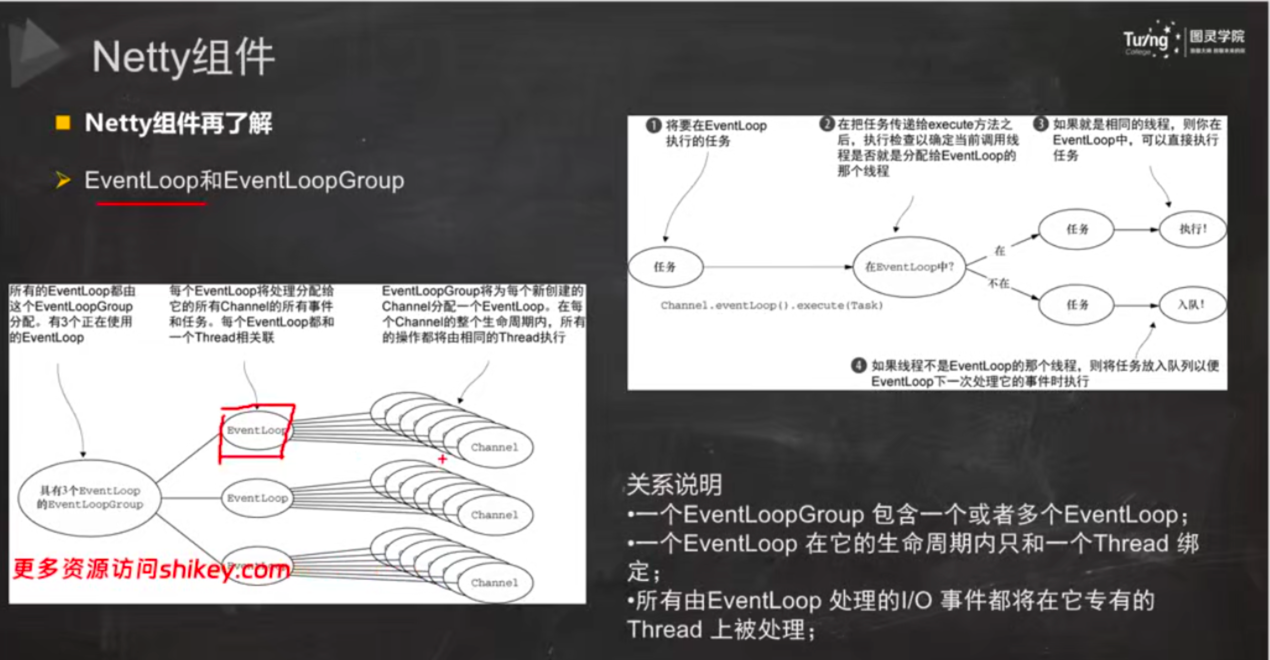 Netty组件
Tuling
College
图灵学院
Netty组件再了解
EventLoop和EventLoopGroup
所有的EventLoop都由
这个EventLoopGroup
分配。有3个正在使用
的EventLoop
每个EventLoop将处理分配给
它的所有Channel的所有事件
和任务。每个EventLoop都和
一个Thread相关联
EventLoopGroup将为每个新创建的
Channel分配一个EventLoop。在每
个Channel的整个生命周期内，所有
的操作都将由相同的Thread执行
EventLoop
Channel
具有3个EventLoop
的EventLoopGroup
EventLoop
Channel
EventLoop
Channel
更多资源访问shikey.com
1 将要在EventLoop
执行的任务
2 在把任务传递给execute方法之
后，执行检查以确定当前调用线
程是否就是分配给EventLoop的
那个线程
3 如果就是相同的线程，则你在
EventLoop中，可以直接执行
任务
任务
在EventLoop中？
在
任务
执行！
不在
任务
入队！
Channel.eventLoop().execute(Task)
4 如果线程不是EventLoop的那个线程，则将任务放入队列以便
EventLoop下一次处理它的事件时执行
关系说明
•一个EventLoopGroup 包含一个或者多个EventLoop；
•一个EventLoop 在它的生命周期内只和一个Thread 绑
定；
•所有由EventLoop 处理的I/O 事件都将在它专有的
Thread 上被处理；